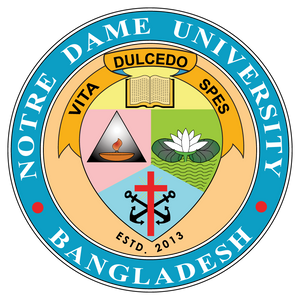 NOTRE DAME UNIVERSITY
BANGLADESH
VITA DULCEDO SPES
ESTD. 2013